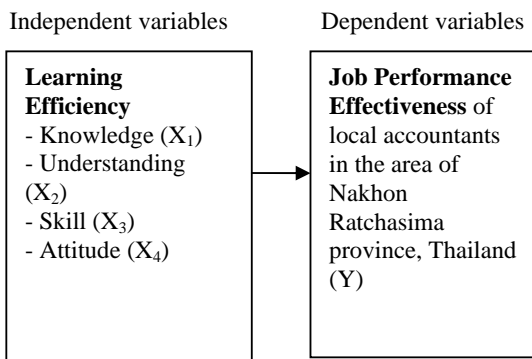 Independent variables
Dependent variables
Learning
Efficiency
- Knowledge (X₁)
- Understanding
(X₂)
- Skill (X₃)
- Attitude (X₄)
Job Performance
Effectiveness of
local accountants
in the area of
Nakhon
Ratchasima
province, Thailand
(Y)